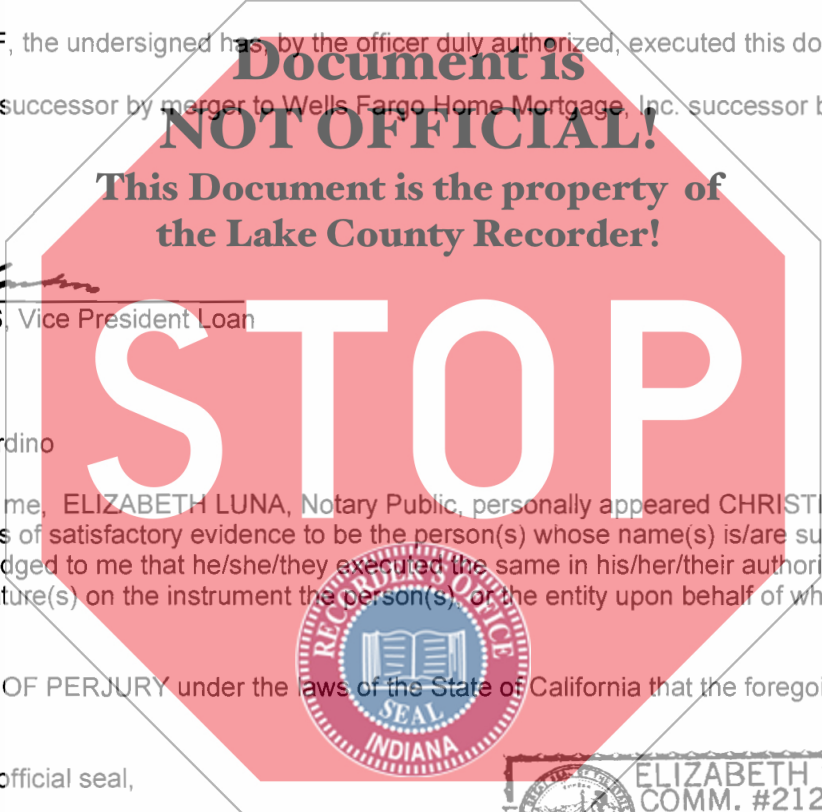 F, the undersigned has, by the officer duly authorized, executed this do
Document is
successor by merger to Wells Fargo Home Mortgage, Inc. successor b
NOT OFFICIAL!
This Document is the property of
the Lake County Recorder!
S, Vice President Loan
STOP
rdino
me, ELIZABETH LUNA, Notary Public, personally appeared CHRISTI
s of satisfactory evidence to be the person(s) whose name(s) is/are su
dged to me that he/she/they executed the same in his/her/their authori
ture(s) on the instrument the person(s), or the entity upon behalf of wh
RECORDER'S OFFICE
SEAL
INDIANA
OF PERJURY under the laws of the State of California that the foregoi
official seal,
ELIZABETH
COMM. #212